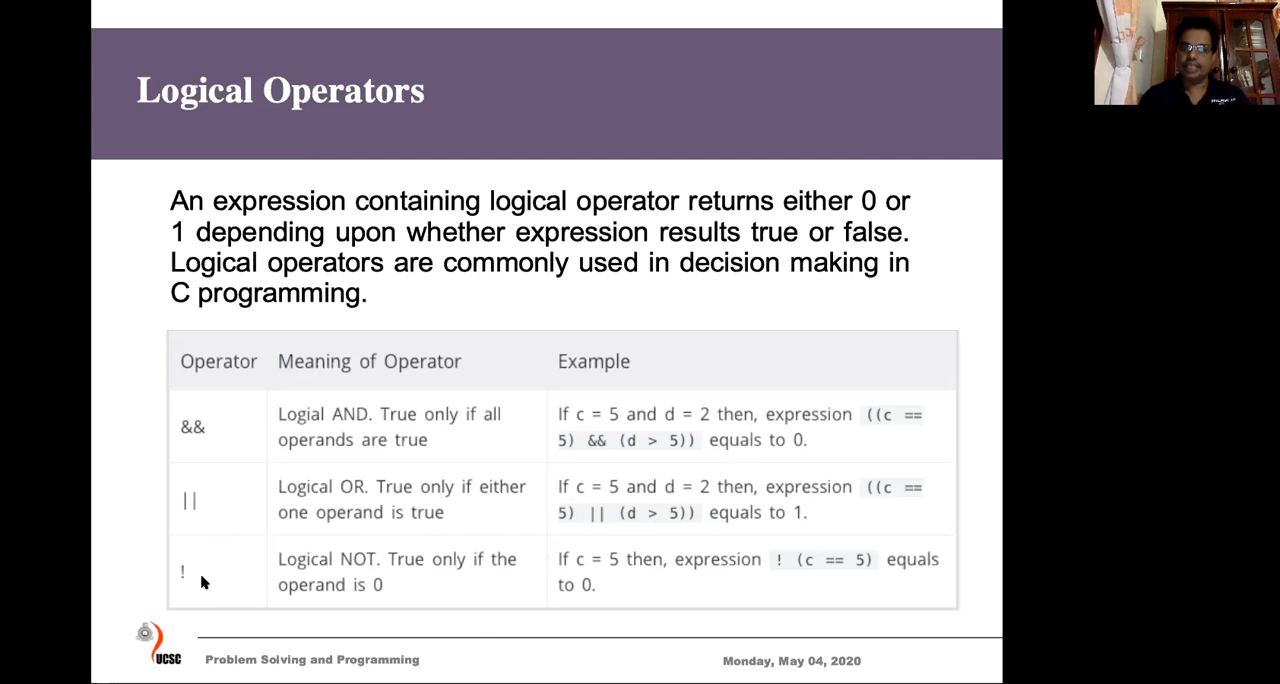 Logical Operators
An expression containing logical operator returns either 0 or
1 depending upon whether expression results true or false.
Logical operators are commonly used in decision making in
C programming.
Operator Meaning of Operator Example
&& Logial AND. True only if all operands are true If c = 5 and d = 2 then, expression ((c == 5) && (d > 5)) equals to 0.
|| Logical OR. True only if either one operand is true If c = 5 and d = 2 then, expression ((c == 5) || (d > 5)) equals to 1.
! Logical NOT. True only if the operand is 0 If c = 5 then, expression ! (c == 5) equals to 0.
UCSC
Problem Solving and Programming
Monday, May 04, 2020